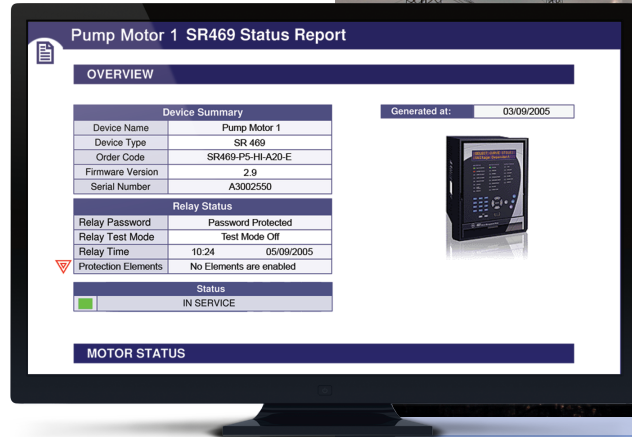 Pump Motor 1 SR469 Status Report
OVERVIEW
Device Summary
Device Name Pump Motor 1
Device Type SR 469
Order Code SR469-P5-HI-A20-E
Firmware Version 2.9
Serial Number A3002550
Relay Status
Relay Password Password Protected
Relay Test Mode Test Mode Off
Relay Time 10:24 05/09/2005
Protection Elements No Elements are enabled
Status
IN SERVICE
Generated at: 03/09/2005
MOTOR STATUS